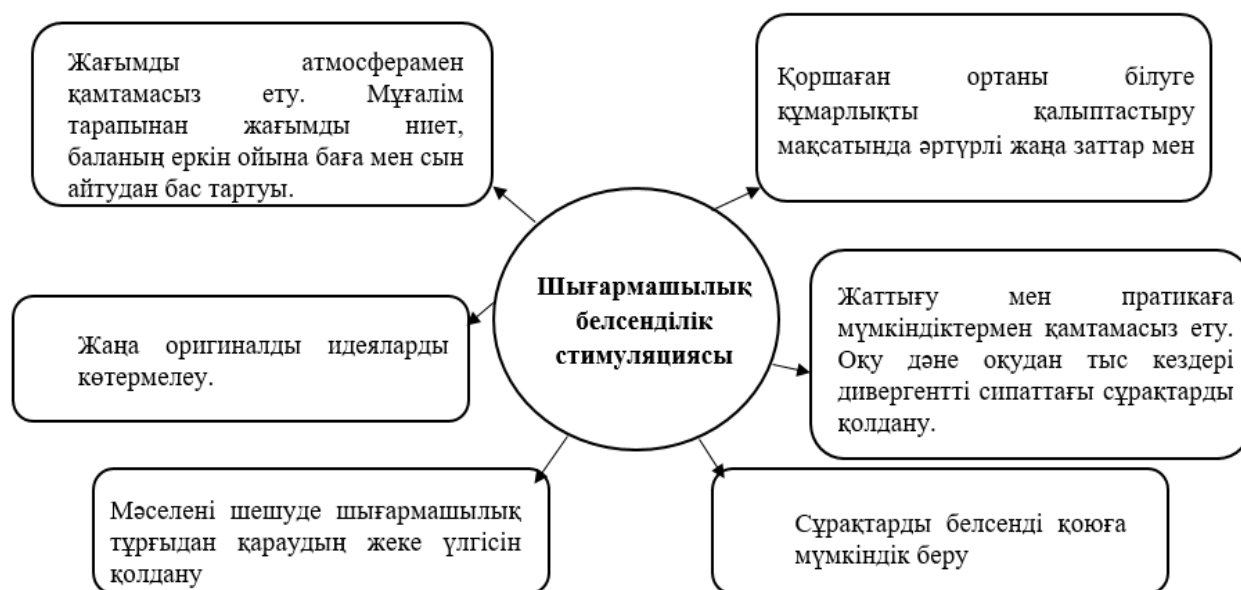 Жағымды атмосферамен
қамтамасыз ету. Мұғалім
тарапынан жағымды ниет,
баланың еркін ойына баға мен сын
айтудан бас тартуы.
Қоршаған ортаны білуге
құмарлықты қалыптастыру
мақсатында әртүрлі жаңа заттар мен
Шығармашылық
белсенділік
стимуляциясы
Жаңа оригиналды идеяларды
көтермелеу.
Жаттығу мен пратикаға
мүмкіндіктермен қамтамасыз ету.
Оқу дәне оқудан тыс кездері
дивергентті сипаттағы сұрақтарды
қолдану.
Мәселені шешуде шығармашылық
тұрғыдан қараудың жеке үлгісін
қолдану
Сұрақтарды белсенді қоюға
мүмкіндік беру